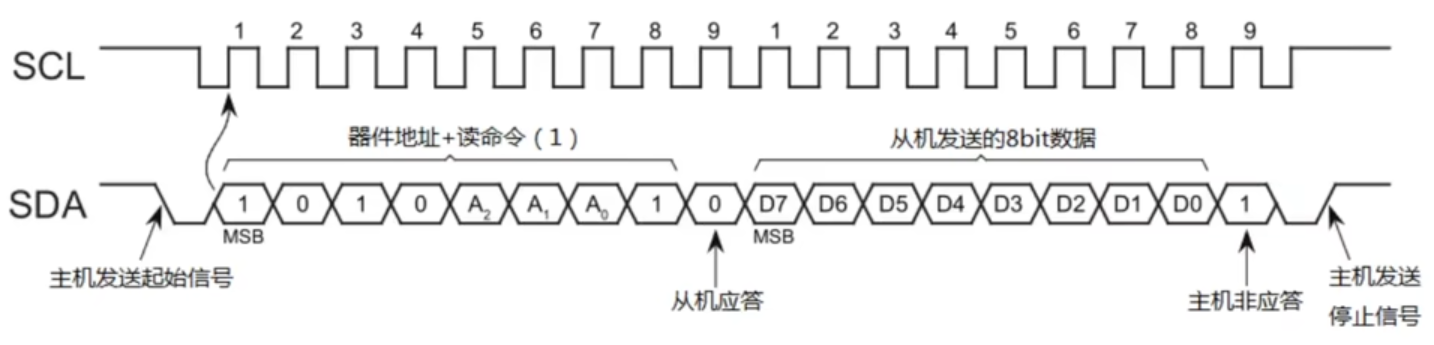 1 2 3 4 5 6 7 8 9 1 2 3 4 5 6 7 8 9
SCL
器件地址+读命令（1） 从机发送的8bit数据
SDA 1 0 1 0 A₂ A₁ A₀ 1 0 D7 D6 D5 D4 D3 D2 D1 D0 1
MSB MSB
主机发送起始信号 从机应答 主机非应答 主机发送
停止信号